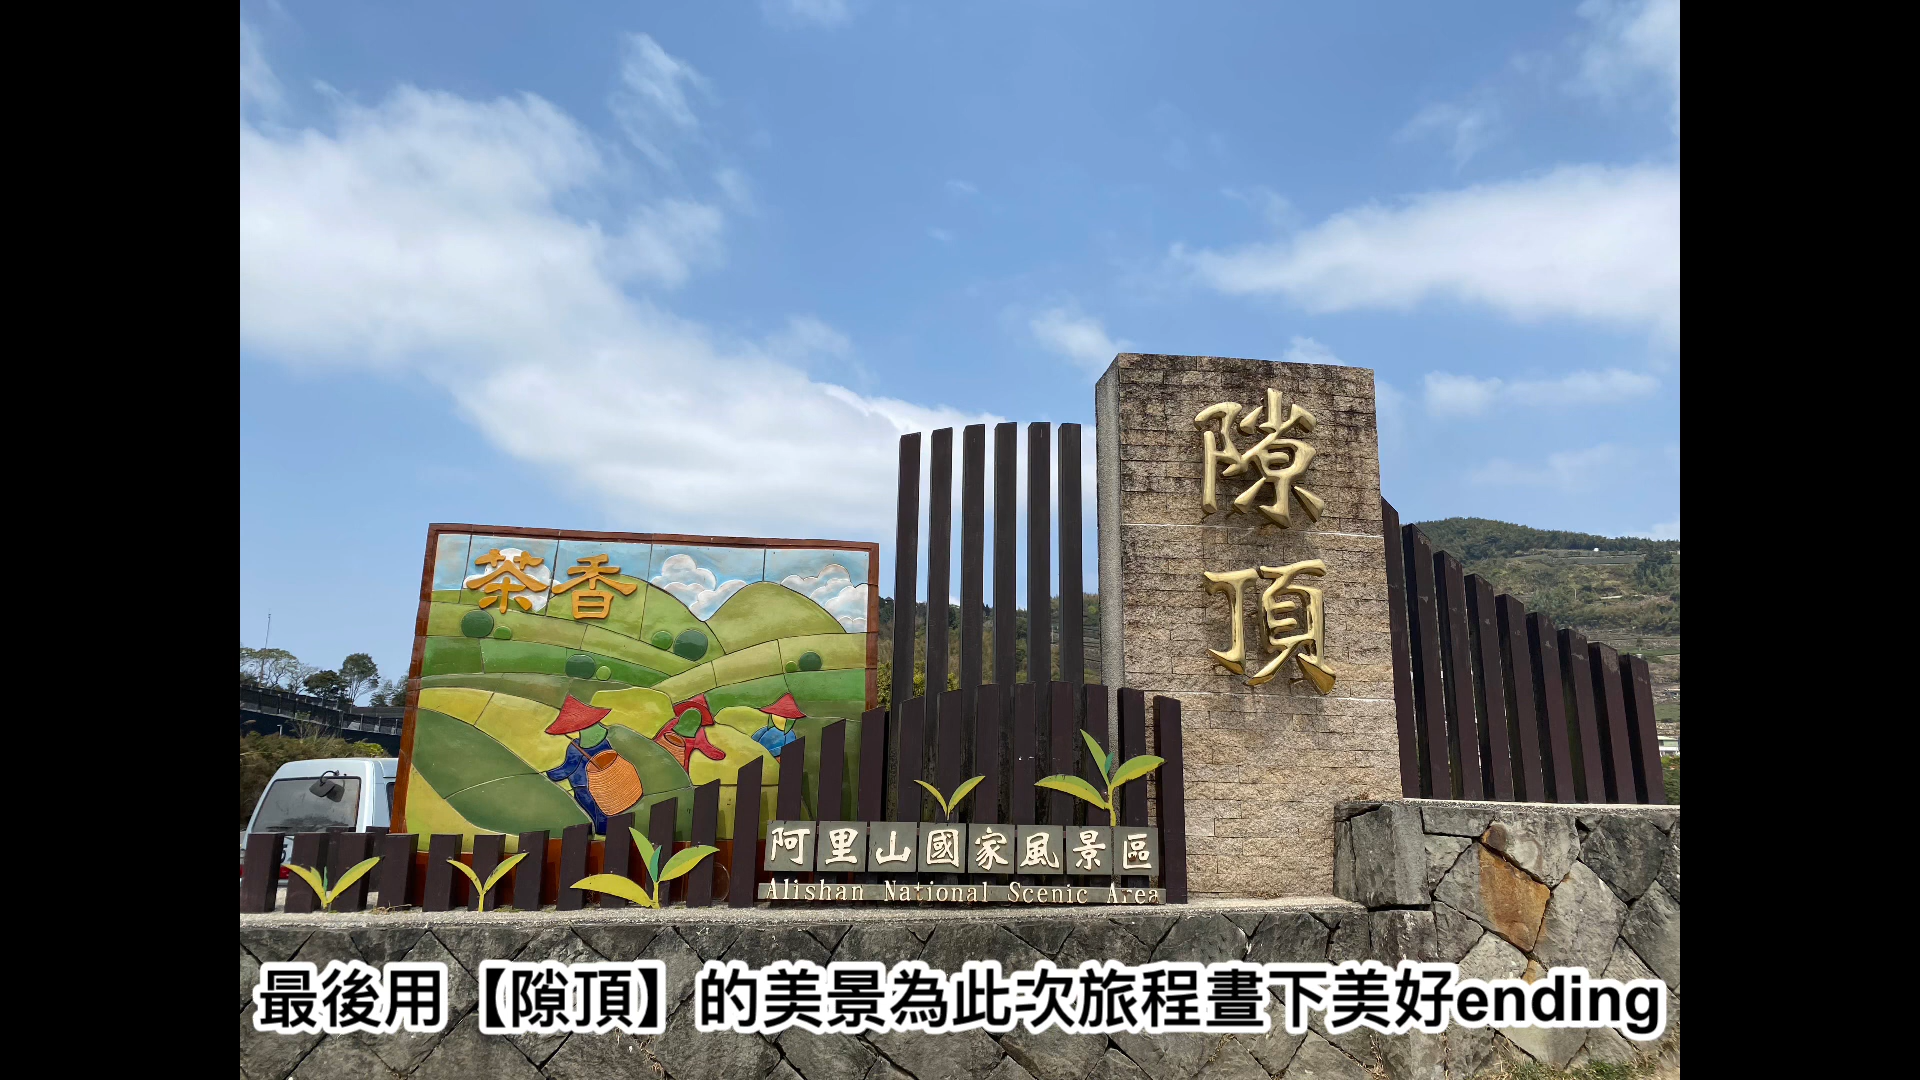 隙頂
茶香
阿里山國家風景區
Alishan National Scenic Area
最後用【隙頂】的美景為此次旅程晝下美好ending